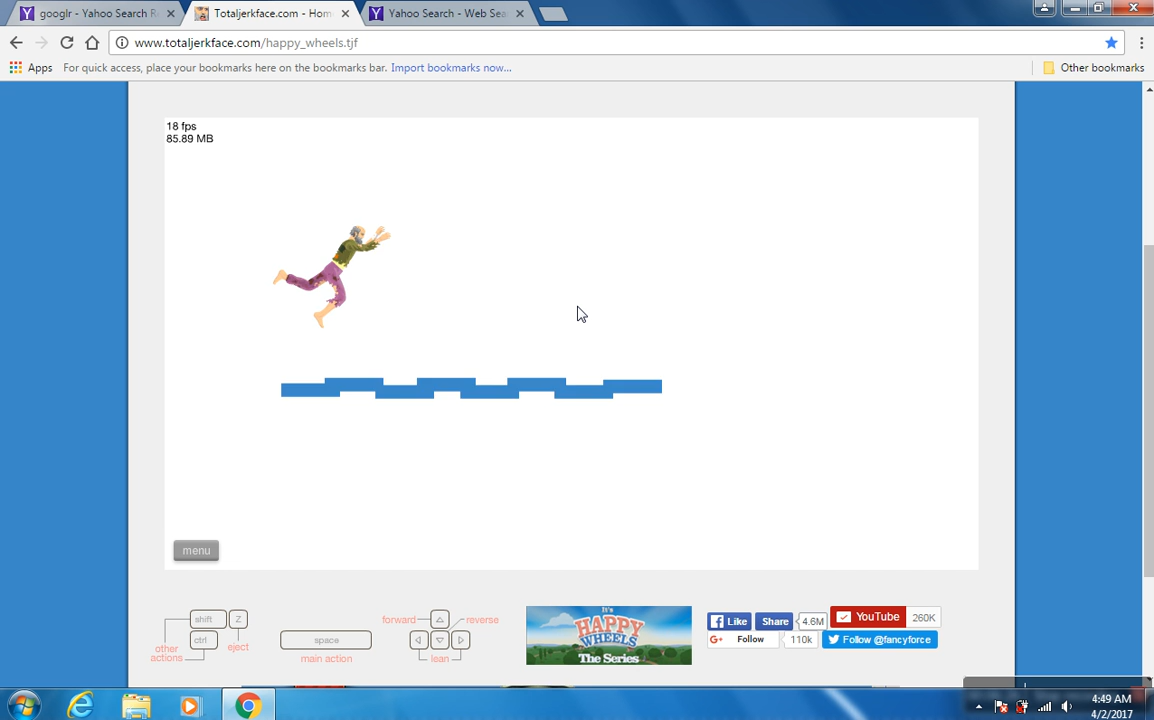 googlr - Yahoo Search R
Totaljerkface.com - Hom
Yahoo Search - Web Sea
www.totaljerkface.com/happy_wheels.tjf
Apps
For quick access, place your bookmarks here on the bookmarks bar.
Import bookmarks now...
Other bookmarks
18 fps
85.89 MB
menu
shift
Z
ctrl
other
actions
eject
space
main action
forward
reverse
lean
It's
HAPPY
WHEELS
The Series
Like
Share
4.6M
YouTube
260K
Follow
110k
Follow @fancyforce
4:49 AM
4/2/2017